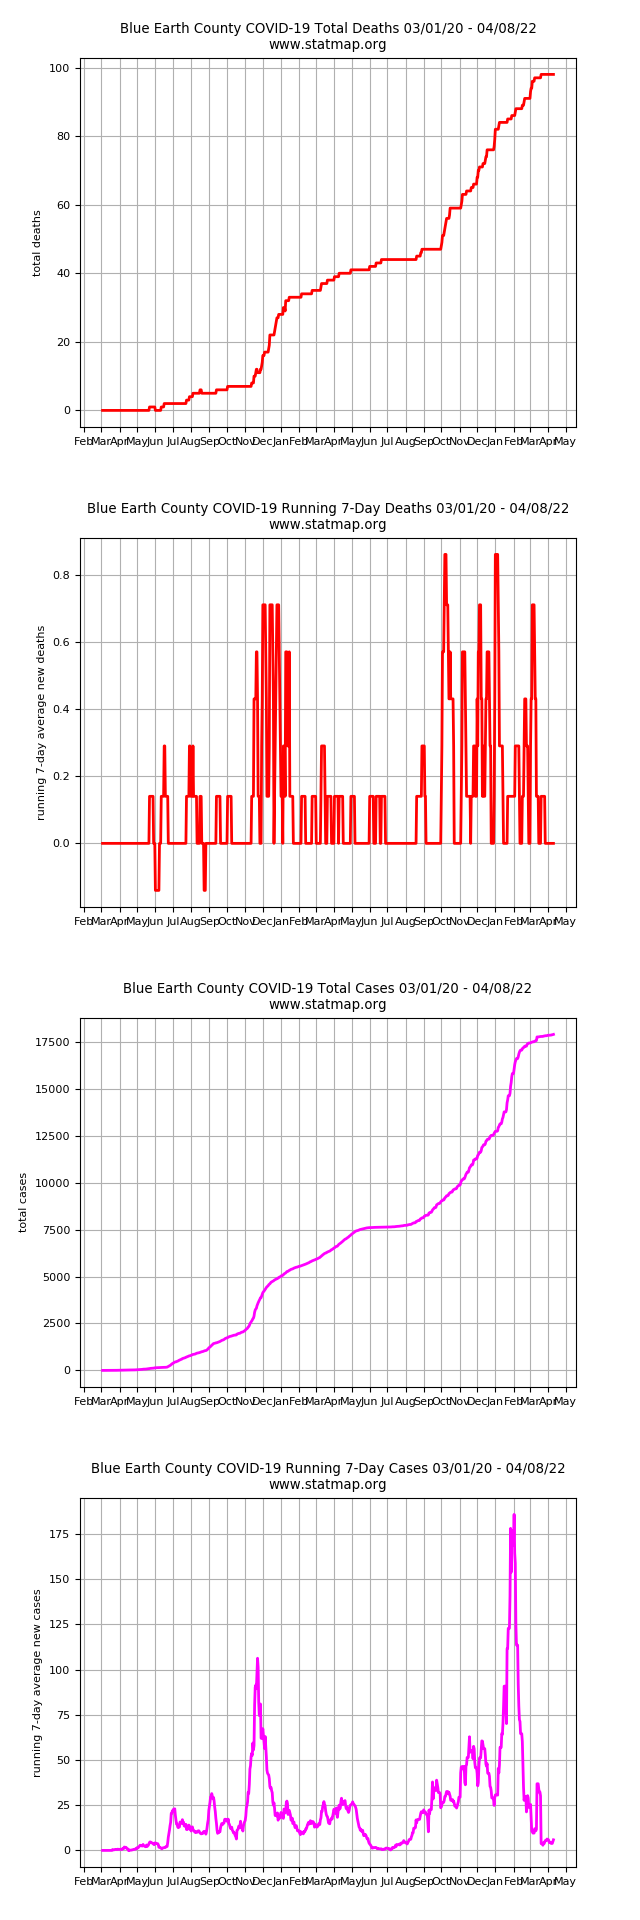 Blue Earth County COVID-19 Total Deaths 03/01/20 - 04/08/22
www.statmap.org
100
80
60
40
20
0
total deaths
Feb Mar Apr May Jun Jul Aug Sep Oct Nov Dec Jan Feb Mar Apr May Jun Jul Aug Sep Oct Nov Dec Jan Feb Mar Apr May
Blue Earth County COVID-19 Running 7-Day Deaths 03/01/20 - 04/08/22
www.statmap.org
0.8
0.6
0.4
0.2
0.0
running 7-day average new deaths
Feb Mar Apr May Jun Jul Aug Sep Oct Nov Dec Jan Feb Mar Apr May Jun Jul Aug Sep Oct Nov Dec Jan Feb Mar Apr May
Blue Earth County COVID-19 Total Cases 03/01/20 - 04/08/22
www.statmap.org
17500
15000
12500
10000
7500
5000
2500
0
total cases
Feb Mar Apr May Jun Jul Aug Sep Oct Nov Dec Jan Feb Mar Apr May Jun Jul Aug Sep Oct Nov Dec Jan Feb Mar Apr May
Blue Earth County COVID-19 Running 7-Day Cases 03/01/20 - 04/08/22
www.statmap.org
175
150
125
100
75
50
25
0
running 7-day average new cases
Feb Mar Apr May Jun Jul Aug Sep Oct Nov Dec Jan Feb Mar Apr May Jun Jul Aug Sep Oct Nov Dec Jan Feb Mar Apr May